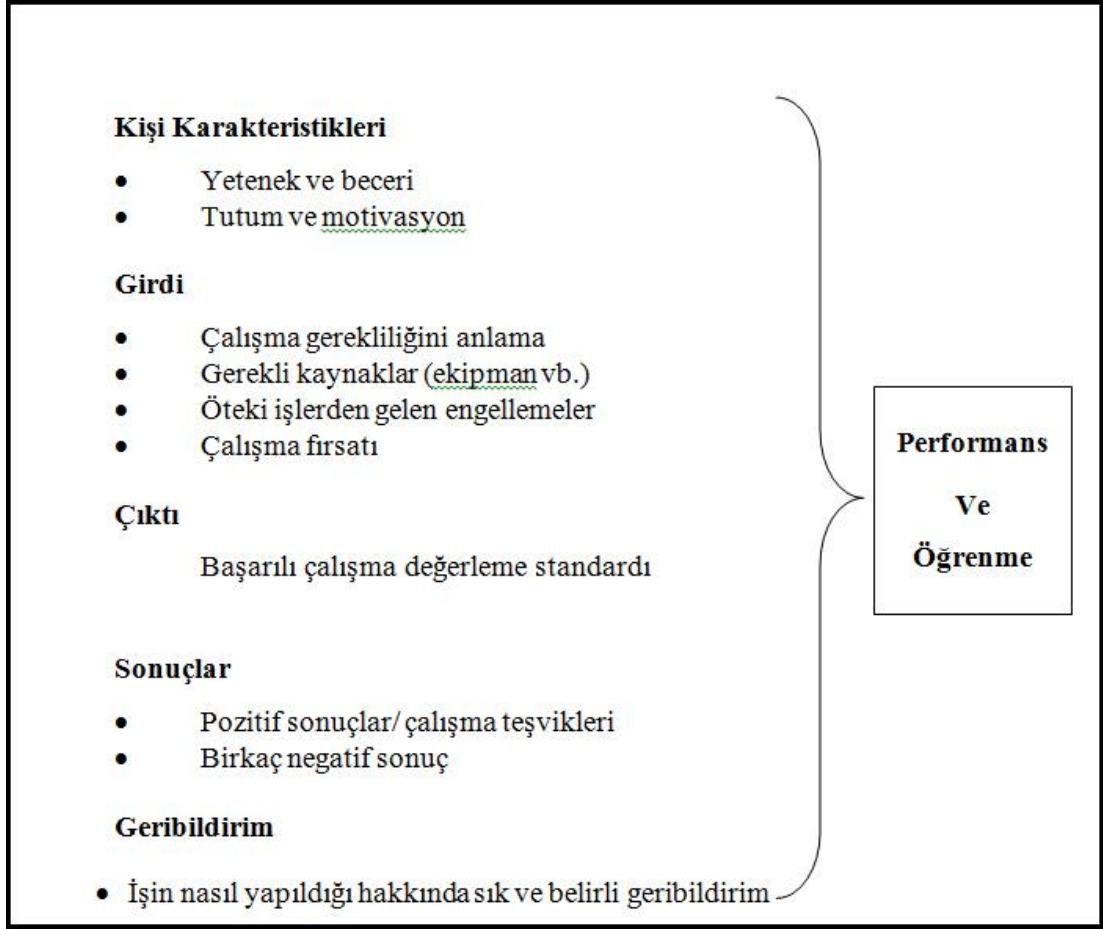 Kişi Karakteristikleri
• Yetenek ve beceri
• Tutum ve motivasyon
Girdi
• Çalışma gerekliliğini anlama
• Gerekli kaynaklar (ekipman vb.)
• Öteki işlerden gelen engellemeler
• Çalışma fırsatı
Çıktı
Başarılı çalışma değerleme standardı
Sonuçlar
• Pozitif sonuçlar/ çalışma teşvikleri
• Birkaç negatif sonuç
Geribildirim
• İşin nasıl yapıldığı hakkında sık ve belirli geribildirim
Performans
Ve
Öğrenme